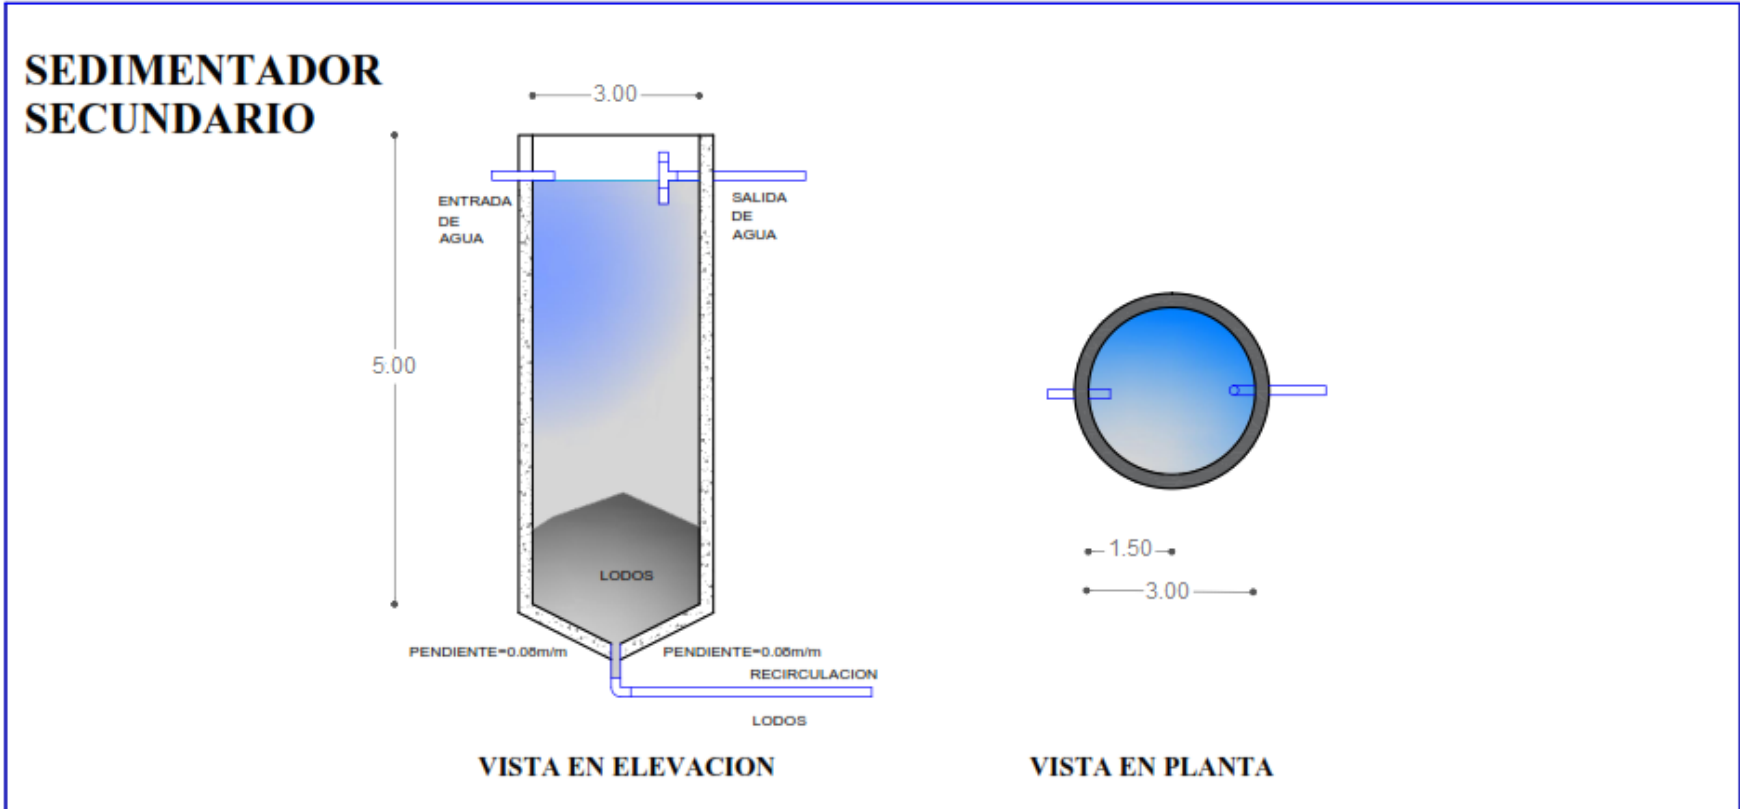 SEDIMENTADOR
SECUNDARIO
3.00
5.00
ENTRADA
DE
AGUA
SALIDA
DE
AGUA
LODOS
PENDIENTE=0.08m/m
PENDIENTE=0.08m/m
RECIRCULACION
LODOS
VISTA EN ELEVACION
1.50
3.00
VISTA EN PLANTA